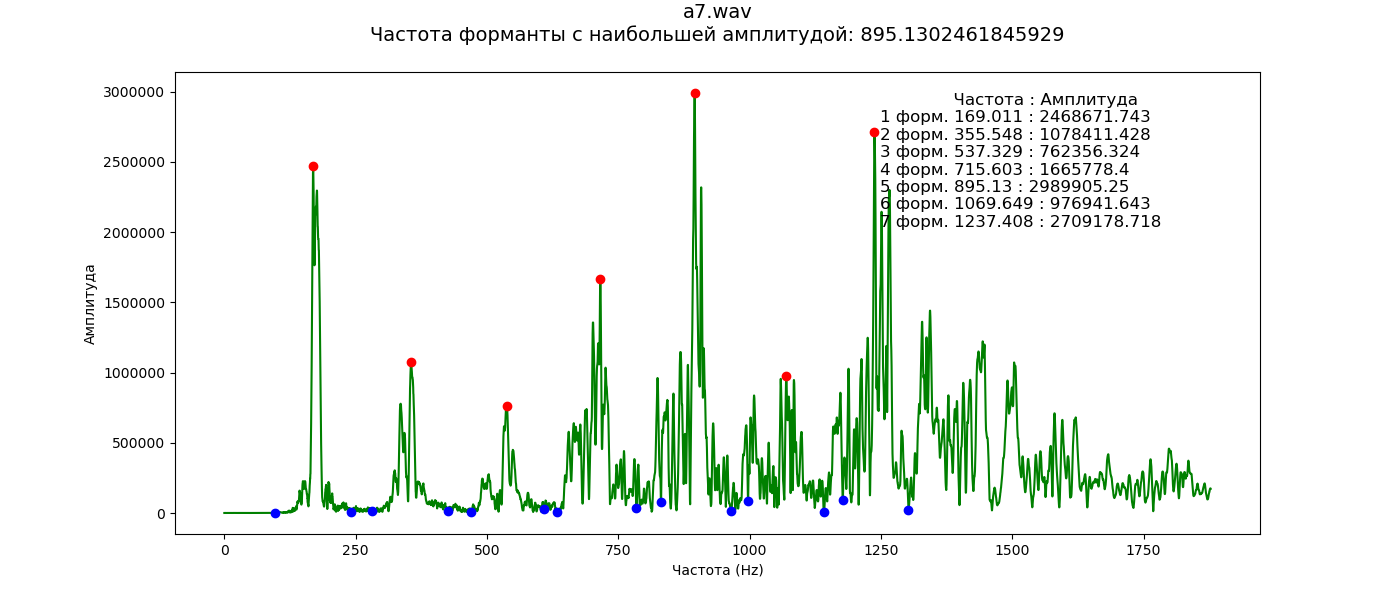 a7.wav
Частота форманты с наибольшей амплитудой: 895.1302461845929
Частота : Амплитуда
1 форм. 169.011 : 2468671.743
2 форм. 355.548 : 1078411.428
3 форм. 537.329 : 762356.324
4 форм. 715.603 : 1665778.4
5 форм. 895.13 : 2989905.25
6 форм. 1069.649 : 976941.643
7 форм. 1237.408 : 2709178.718
Амплитуда
3000000
2500000
2000000
1500000
1000000
500000
0
0 250 500 750 1000 1250 1500 1750
Частота (Hz)